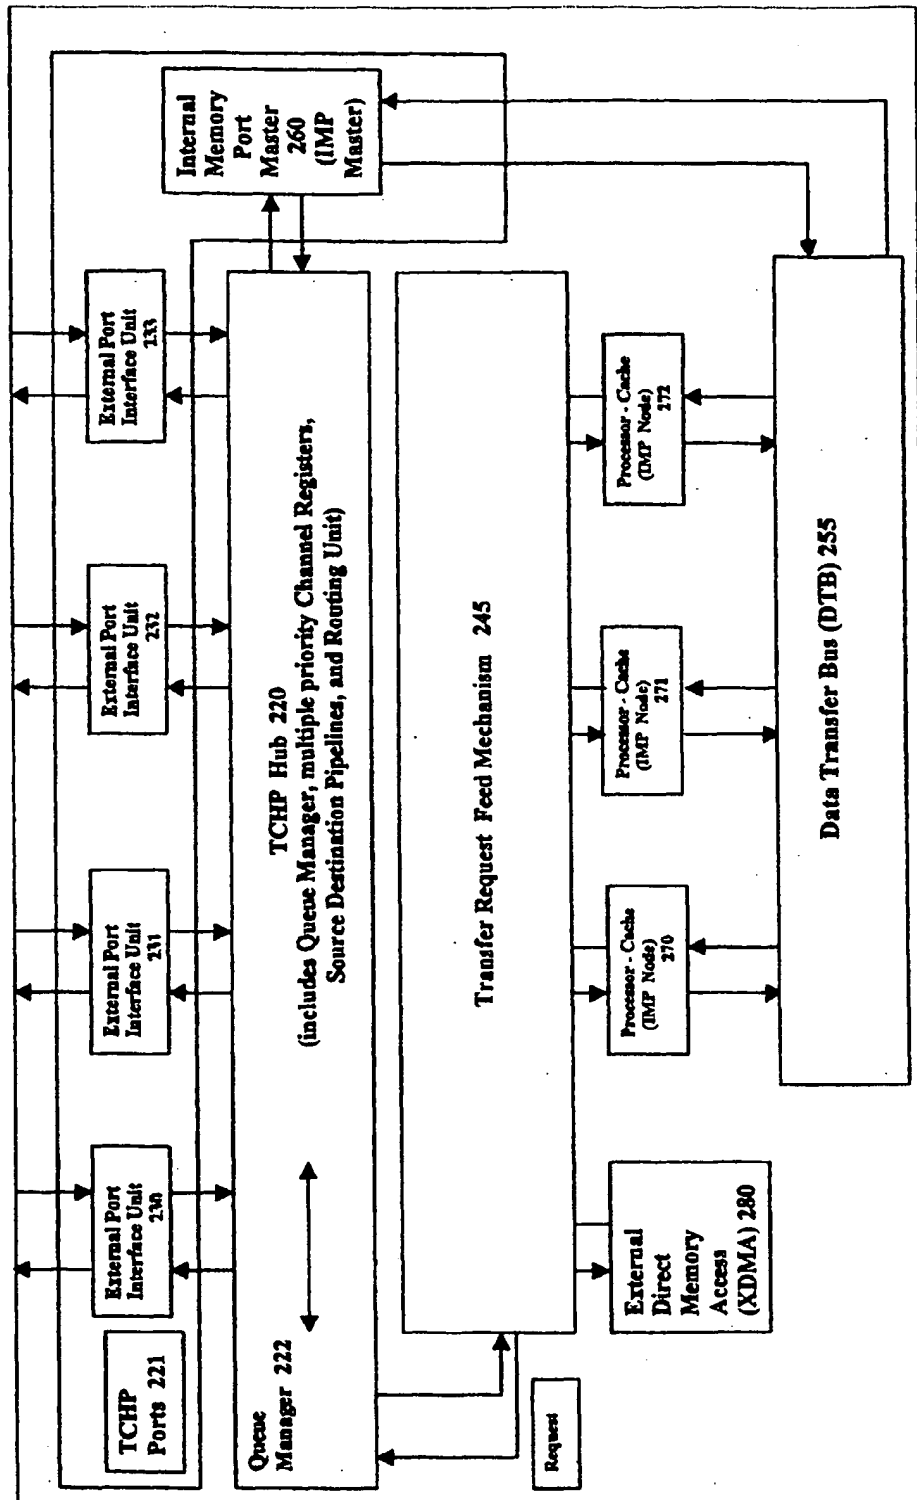 TCHP
Ports 221
External Port
Interface Unit
230
External Port
Interface Unit
231
External Port
Interface Unit
232
External Port
Interface Unit
233
Internal
Memory
Port
Master
260
(IMP
Master)
Queue
Manager 222
TCHP Hub 220
(includes Queue Manager, multiple priority Channel Registers,
Source Destination Pipelines, and Routing Unit)
Request
Transfer Request Feed Mechanism 245
External
Direct
Memory
Access
(XDMA) 280
Processor - Cache
(IMP Node)
270
Processor - Cache
(IMP Node)
271
Processor - Cache
(IMP Node)
272
Data Transfer Bus (DTB) 255